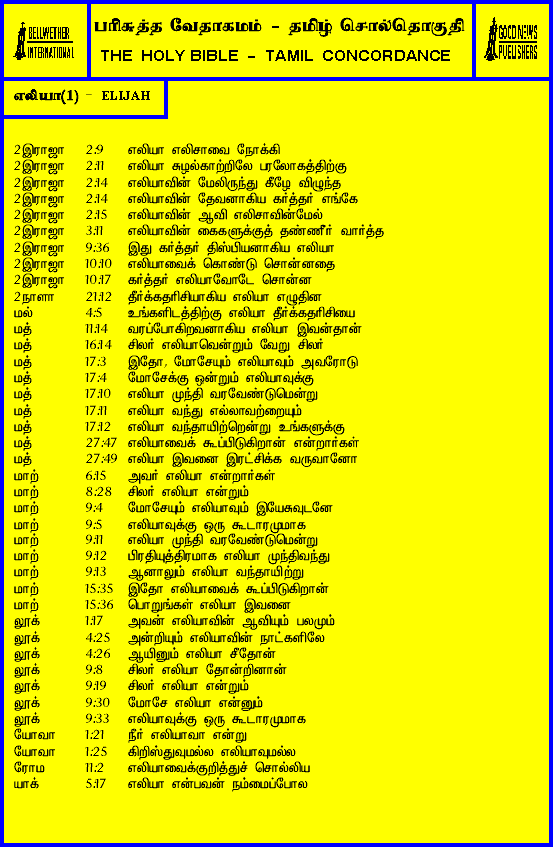 BELLWETHER
INTERNATIONAL
பரிசுத்த வேதாகமம் - தமிழ் சொல்தொகுதி
THE HOLY BIBLE - TAMIL CONCORDANCE
GOOD NEWS
PUBLISHERS
எலியா(1) - ELIJAH
2இராஜா 2:9 எலியா எலிசாவை நோக்கி
2இராஜா 2:11 எலியா சுழல்காற்றிலே பரலோகத்திற்கு
2இராஜா 2:14 எலியாவின் மேலிருந்து கீழே விழுந்த
2இராஜா 2:14 எலியாவின் தேவனாகிய கர்த்தர் எங்கே
2இராஜா 2:15 எலியாவின் ஆவி எலிசாவின்மேல்
2இராஜா 3:11 எலியாவின் கைகளுக்குத் தண்ணீர் வார்த்த
2இராஜா 9:36 இது கர்த்தர் திஸ்பியனாகிய எலியா
2இராஜா 10:10 எலியாவைக் கொண்டு சொன்னதை
2இராஜா 10:17 கர்த்தர் எலியாவோடே சொன்ன
2நாளா 21:12 தீர்க்கதரிசியாகிய எலியா எழுதின
மல் 4:5 உங்களிடத்திற்கு எலியா தீர்க்கதரிசியை
மத் 11:14 வரப்போகிறவனாகிய எலியா இவன்தான்
மத் 16:14 சிலர் எலியாவென்றும் வேறு சிலர்
மத் 17:3 இதோ, மோசேயும் எலியாவும் அவரோடு
மத் 17:4 மோசேக்கு ஒன்றும் எலியாவுக்கு
மத் 17:10 எலியா முந்தி வரவேண்டுமென்று
மத் 17:11 எலியா வந்து எல்லாவற்றையும்
மத் 17:12 எலியா வந்தாயிற்றென்று உங்களுக்கு
மத் 27:47 எலியாவைக் கூப்பிடுகிறான் என்றார்கள்
மத் 27:49 எலியா இவனை இரட்சிக்க வருவானோ
மாற் 6:15 அவர் எலியா என்றார்கள்
மாற் 8:28 சிலர் எலியா என்றும்
மாற் 9:4 மோசேயும் எலியாவும் இயேசுவுடனே
மாற் 9:5 எலியாவுக்கு ஒரு கூடாரமுமாக
மாற் 9:11 எலியா முந்தி வரவேண்டுமென்று
மாற் 9:12 பிரதியுத்திரமாக எலியா முந்திவந்து
மாற் 9:13 ஆனாலும் எலியா வந்தாயிற்று
மாற் 15:35 இதோ எலியாவைக் கூப்பிடுகிறான்
மாற் 15:36 பொறுங்கள் எலியா இவனை
லூக் 1:17 அவன் எலியாவின் ஆவியும் பலமும்
லூக் 4:25 அன்றியும் எலியாவின் நாட்களிலே
லூக் 4:26 ஆயினும் எலியா சீதோன்
லூக் 9:8 சிலர் எலியா தோன்றினான்
லூக் 9:19 சிலர் எலியா என்றும்
லூக் 9:30 மோசே எலியா என்னும்
லூக் 9:33 எலியாவுக்கு ஒரு கூடாரமுமாக
யோவா 1:21 நீர் எலியாவா என்று
யோவா 1:25 கிறிஸ்துவுமல்ல எலியாவுமல்ல
ரோம 11:2 எலியாவைக்குறித்துச் சொல்லிய
யாக் 5:17 எலியா என்பவன் நம்மைப்போல